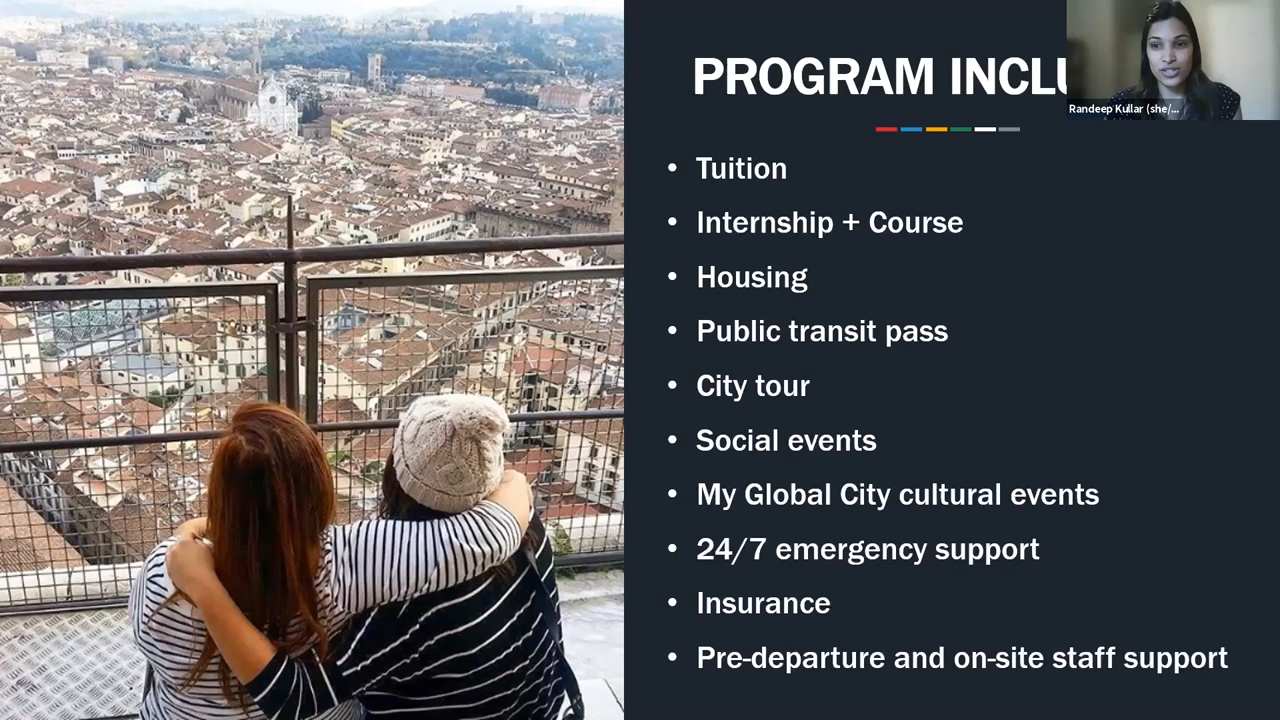 PROGRAM INCLU
Randeep Kullar (she/...
• Tuition
• Internship + Course
• Housing
• Public transit pass
• City tour
• Social events
• My Global City cultural events
• 24/7 emergency support
• Insurance
• Pre-departure and on-site staff support